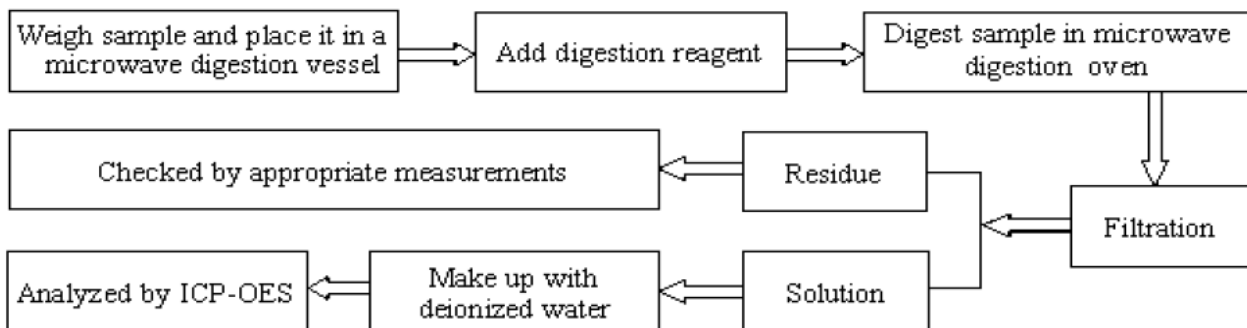 Weigh sample and place it in a
microwave digestion vessel
Add digestion reagent
Digest sample in microwave
digestion oven
Checked by appropriate measurements
Residue
Filtration
Analyzed by ICP-OES
Make up with
deionized water
Solution